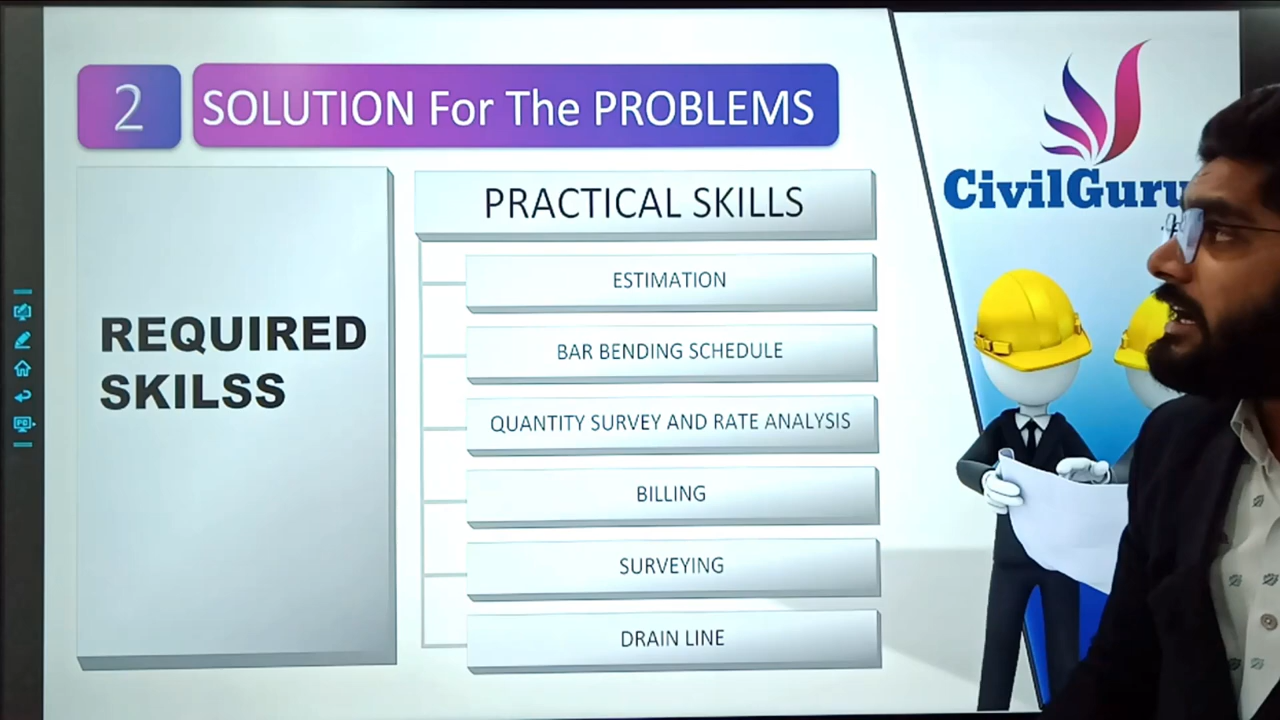 2
SOLUTION For The PROBLEMS
REQUIRED
SKILSS
PRACTICAL SKILLS
ESTIMATION
BAR BENDING SCHEDULE
QUANTITY SURVEY AND RATE ANALYSIS
BILLING
SURVEYING
DRAIN LINE
CivilGuru